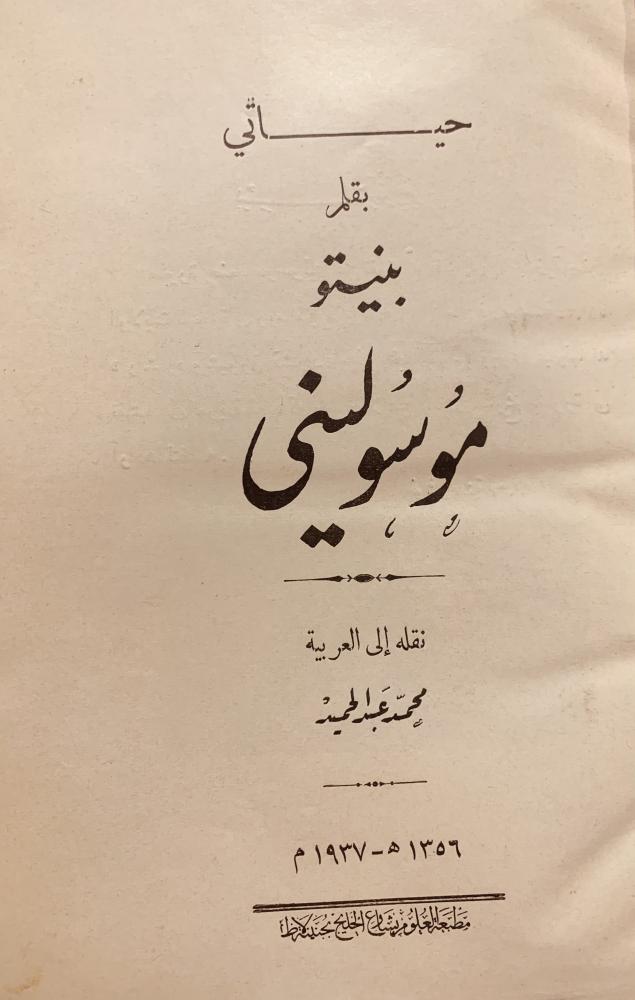 حياتي
بقلم
بنيتو
موسوليني
نقله إلى العربية
محمد عبد الحميد
١٣٥٦ هـ - ١٩٣٧ م
مطبعة العلوم بشارع الخليج بجنينة لاظ